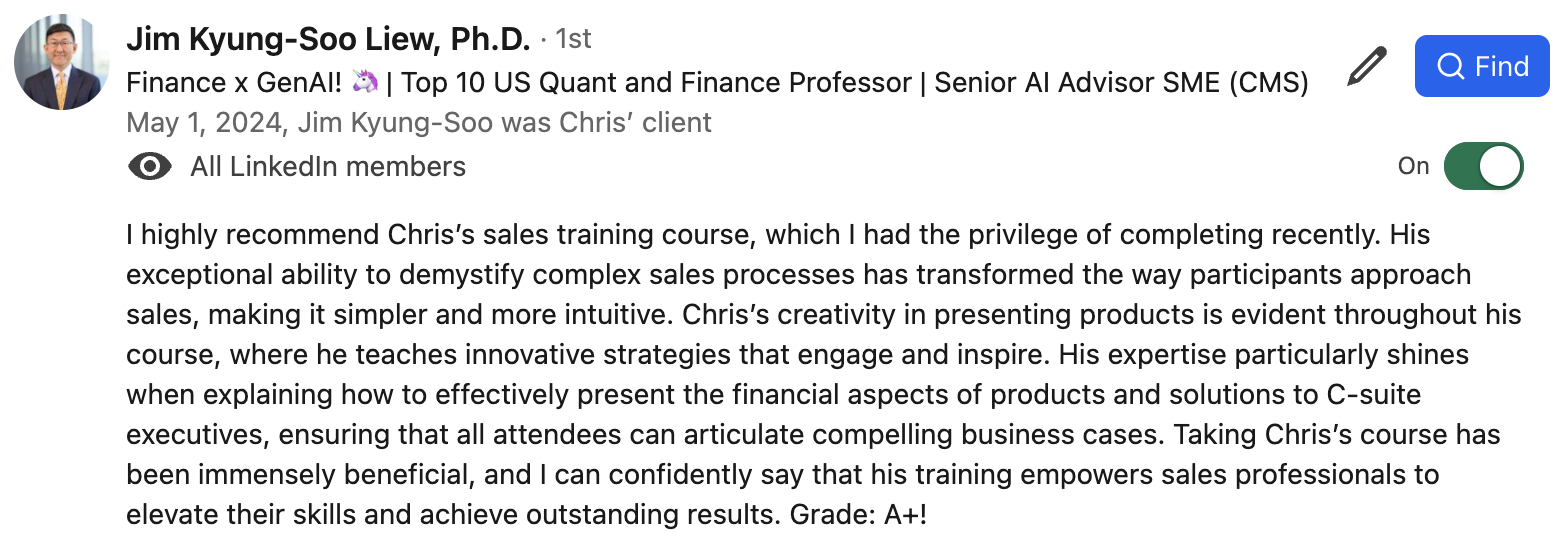 Jim Kyung-Soo Liew, Ph.D. · 1st
Finance x GenAI! 🦄 | Top 10 US Quant and Finance Professor | Senior AI Advisor SME (CMS)
Find
May 1, 2024, Jim Kyung-Soo was Chris’ client
All LinkedIn members
On
I highly recommend Chris’s sales training course, which I had the privilege of completing recently. His
exceptional ability to demystify complex sales processes has transformed the way participants approach
sales, making it simpler and more intuitive. Chris’s creativity in presenting products is evident throughout his
course, where he teaches innovative strategies that engage and inspire. His expertise particularly shines
when explaining how to effectively present the financial aspects of products and solutions to C-suite
executives, ensuring that all attendees can articulate compelling business cases. Taking Chris’s course has
been immensely beneficial, and I can confidently say that his training empowers sales professionals to
elevate their skills and achieve outstanding results. Grade: A+!